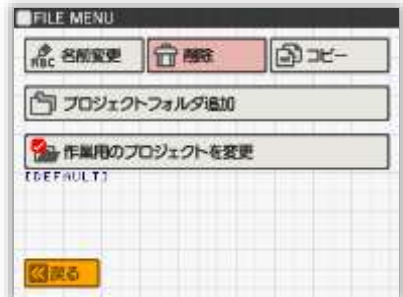 FILE MENU
ABC 名前変更 削除 コピー
プロジェクトフォルダ追加
作業用のプロジェクトを変更
[DEFAULT]
戻る